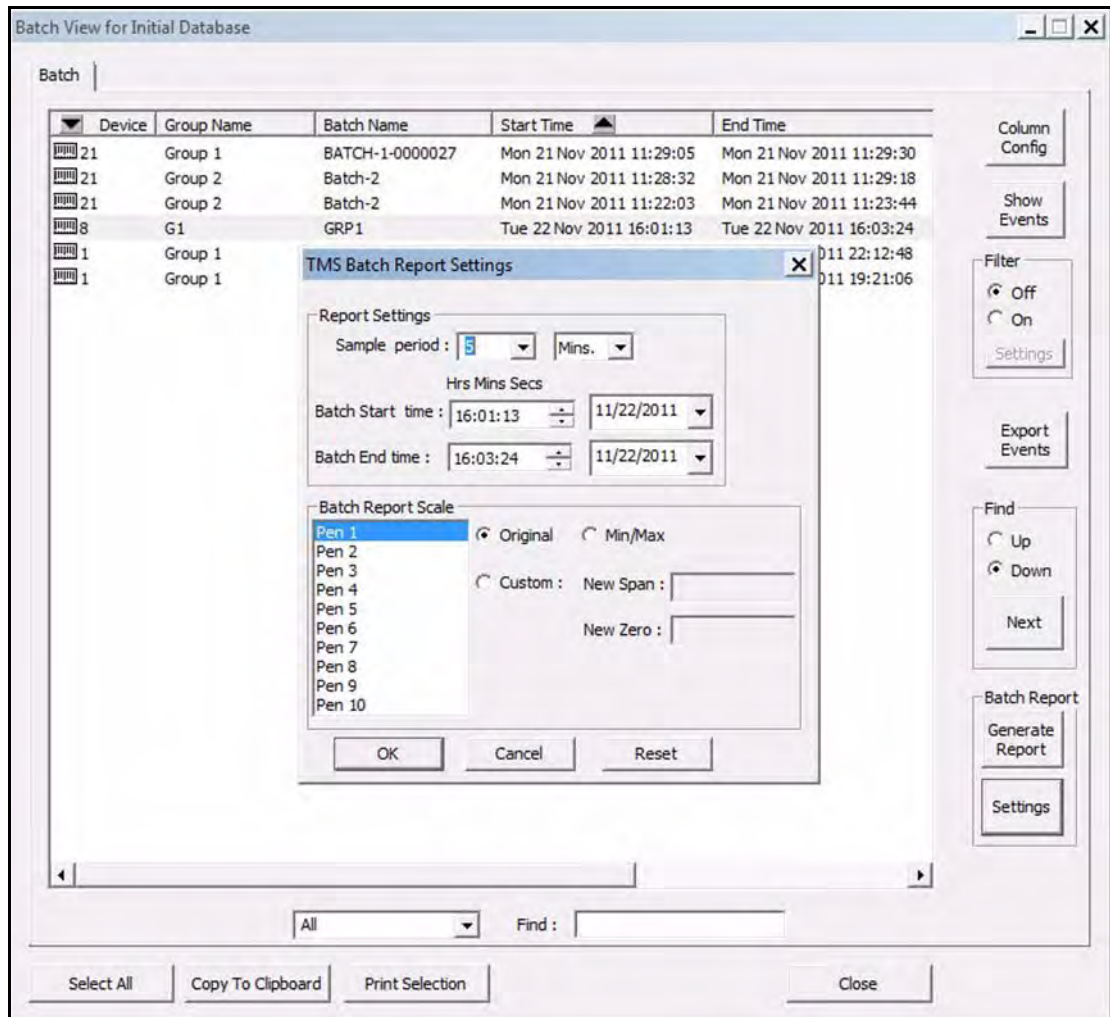 Batch View for Initial Database
Batch
Device Group Name Batch Name Start Time End Time
21 Group 1 BATCH-1-0000027 Mon 21 Nov 2011 11:29:05 Mon 21 Nov 2011 11:29:30
21 Group 2 Batch-2 Mon 21 Nov 2011 11:28:32 Mon 21 Nov 2011 11:29:18
21 Group 2 Batch-2 Mon 21 Nov 2011 11:22:03 Mon 21 Nov 2011 11:23:44
8 G1 GRP1 Tue 22 Nov 2011 16:01:13 Tue 22 Nov 2011 16:03:24
1 Group 1 22:12:48
1 Group 1 19:21:06
TMS Batch Report Settings
Report Settings
Sample period : 5 Mins.
Hrs Mins Secs
Batch Start time : 16:01:13 11/22/2011
Batch End time : 16:03:24 11/22/2011
Batch Report Scale
Pen 1
Pen 2
Pen 3
Pen 4
Pen 5
Pen 6
Pen 7
Pen 8
Pen 9
Pen 10
Original Min/Max
Custom : New Span :
New Zero :
OK Cancel Reset
Column
Config
Show
Events
Filter
Off
On
Settings
Export
Events
Find
Up
Down
Next
Batch Report
Generate
Report
Settings
All Find :
Select All Copy To Clipboard Print Selection Close